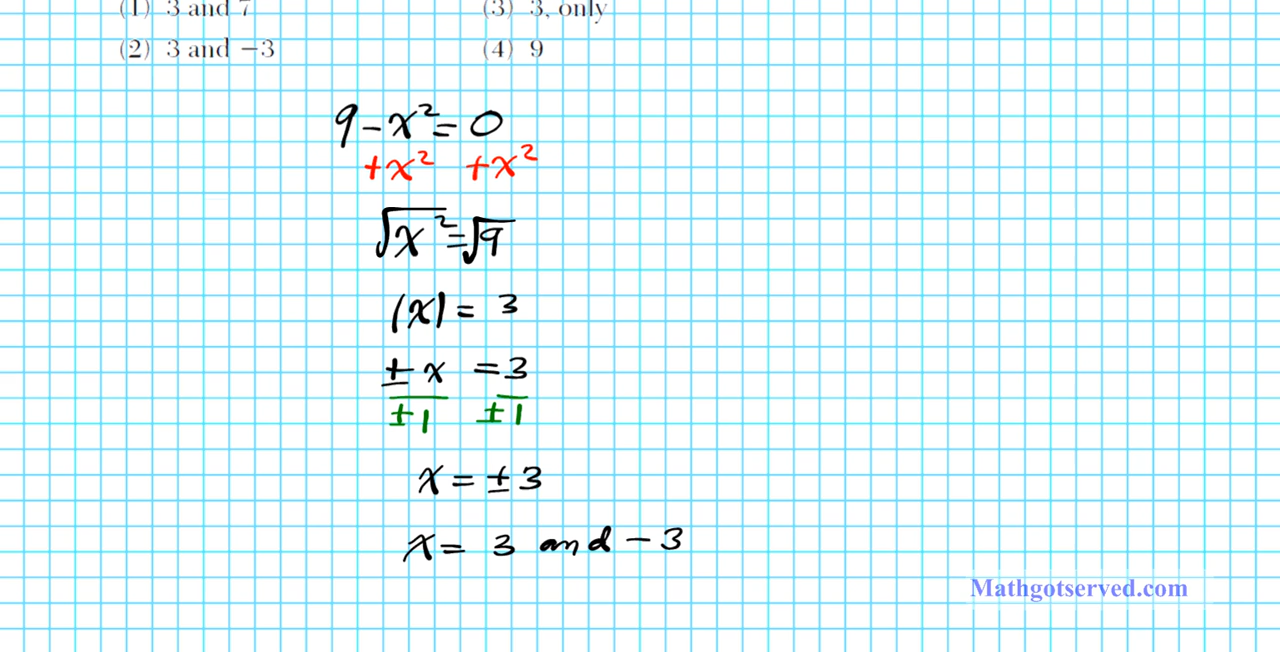 (1) 3 and 7 (3) 3, only
(2) 3 and −3 (4) 9
9 − x² = 0
+x² +x²
√x² = √9
|x| = 3
± x = 3
±1 ±1
x = ± 3
x = 3 and − 3
Mathgotserved.com